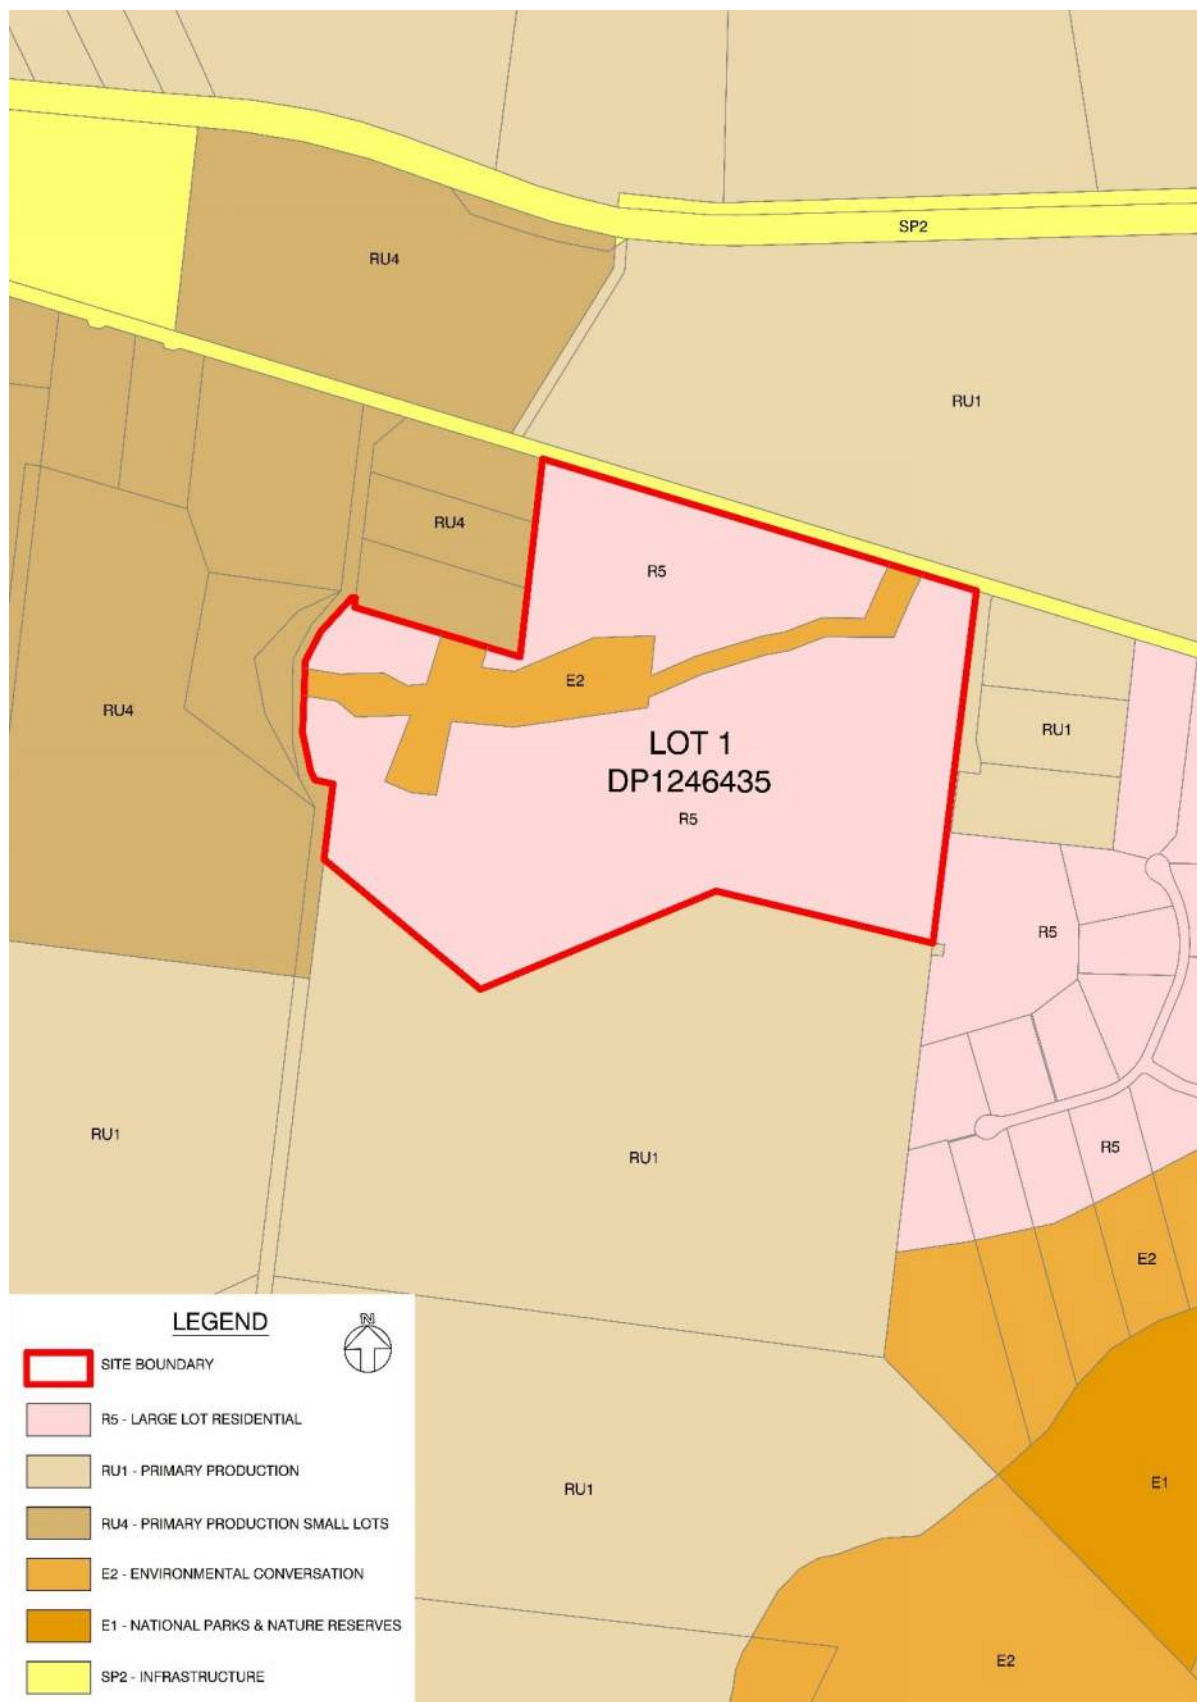 SP2
RU4
RU1
R5
RU4
E2
RU4
LOT 1
DP1246435
R5
RU1
R5
RU1
RU1
R5
E2
LEGEND
N
SITE BOUNDARY
R5 - LARGE LOT RESIDENTIAL
RU1 - PRIMARY PRODUCTION
RU4 - PRIMARY PRODUCTION SMALL LOTS
E2 - ENVIRONMENTAL CONVERSATION
E1 - NATIONAL PARKS & NATURE RESERVES
SP2 - INFRASTRUCTURE
RU1
E1
E2